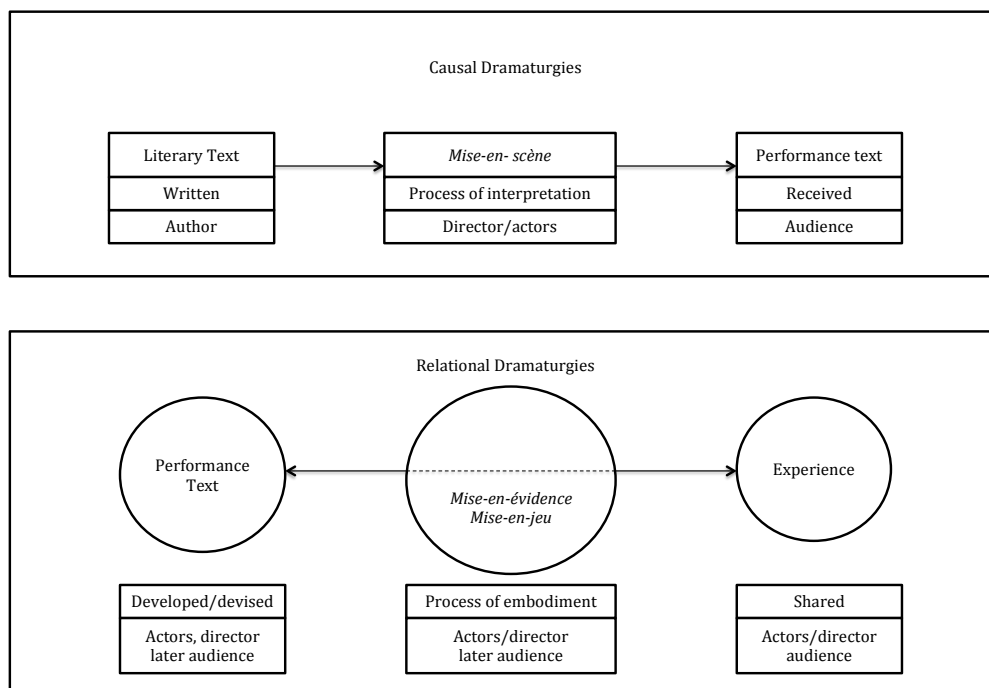 Causal Dramaturgies
Literary Text
Mise-en- scène
Performance text
Written
Process of interpretation
Received
Author
Director/actors
Audience
Relational Dramaturgies
Performance
Text
Mise-en-évidence
Mise-en-jeu
Experience
Developed/devised
Process of embodiment
Shared
Actors, director
later audience
Actors/director
later audience
Actors/director
audience